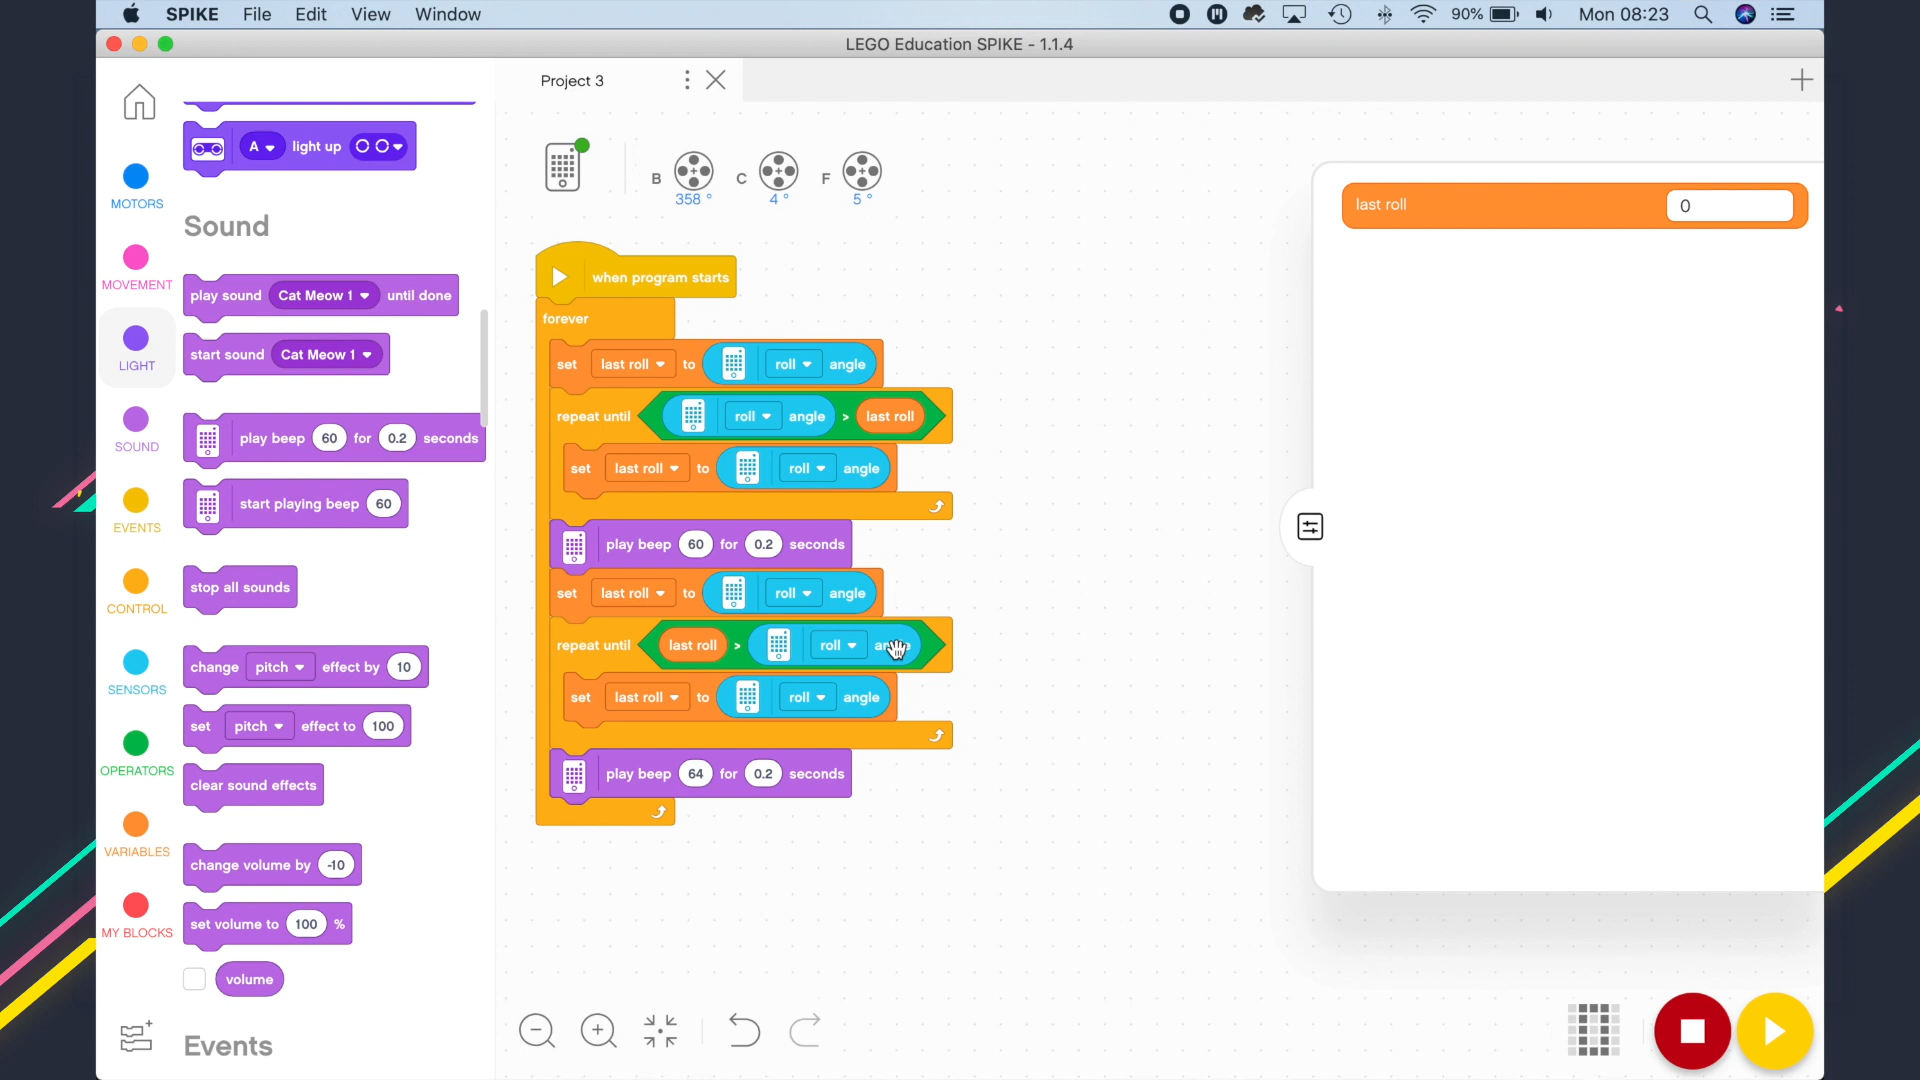 SPIKE File Edit View Window 90% Mon 08:23
LEGO Education SPIKE - 1.1.4
Project 3
A light up
MOTORS
B 358 ° C 4 ° F 5 °
last roll 0
Sound
MOVEMENT
when program starts
play sound Cat Meow 1 until done
forever
start sound Cat Meow 1
LIGHT
set last roll to roll angle
repeat until roll angle > last roll
play beep 60 for 0.2 seconds
SOUND
set last roll to roll angle
start playing beep 60
EVENTS
play beep 60 for 0.2 seconds
stop all sounds
set last roll to roll angle
CONTROL
repeat until last roll > roll
change pitch effect by 10
SENSORS
set last roll to roll angle
set pitch effect to 100
OPERATORS
play beep 64 for 0.2 seconds
clear sound effects
VARIABLES
change volume by -10
set volume to 100 %
MY BLOCKS
volume
Events